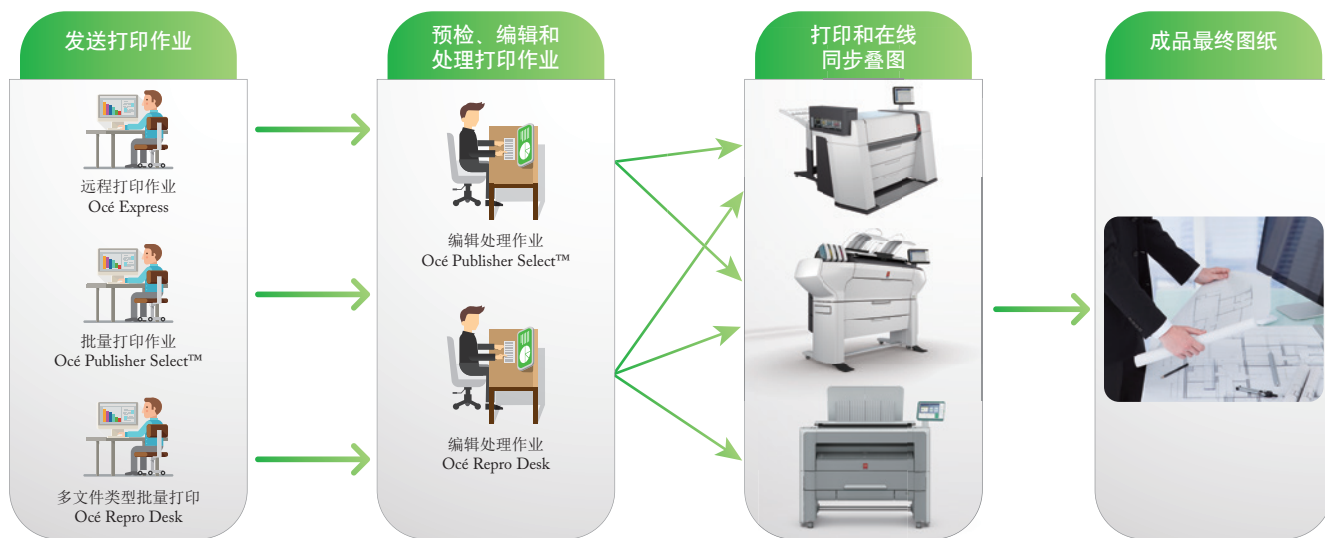 发送打印作业
远程打印作业
Océ Express
批量打印作业
Océ Publisher Select™
多文件类型批量打印
Océ Repro Desk
预检、编辑和
处理打印作业
编辑处理作业
Océ Publisher Select™
编辑处理作业
Océ Repro Desk
打印和在线
同步叠图
成品最终图纸